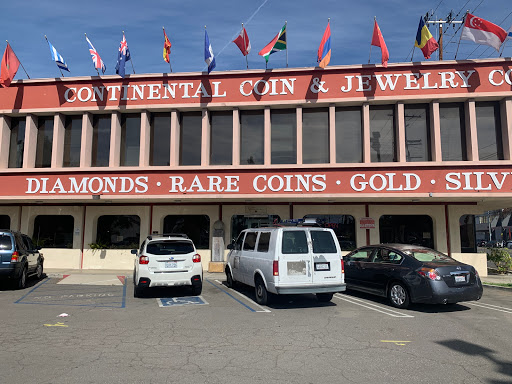 CONTINENTAL COIN & JEWELRY CO
DIAMONDS · RARE COINS · GOLD · SILV